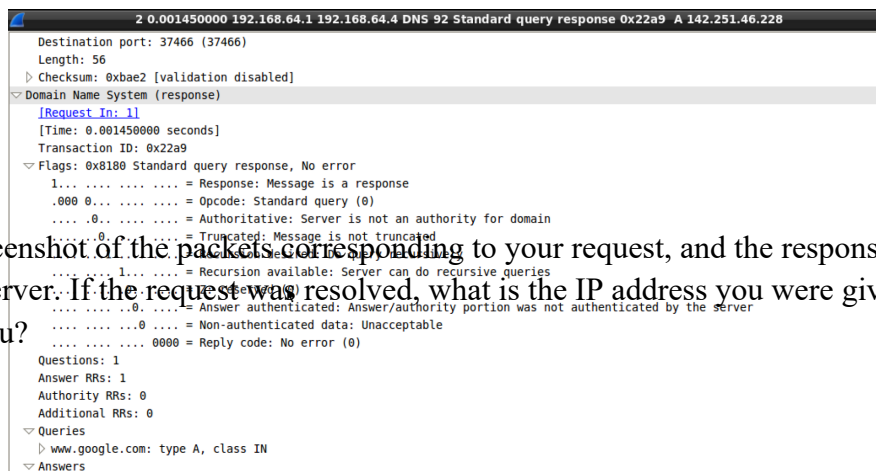 2 0.001450000 192.168.64.1 192.168.64.4 DNS 92 Standard query response 0x22a9 A 142.251.46.228
Destination port: 37466 (37466)
Length: 56
Checksum: 0xbae2 [validation disabled]
Domain Name System (response)
[Request In: 1]
[Time: 0.001450000 seconds]
Transaction ID: 0x22a9
Flags: 0x8180 Standard query response, No error
1... .... .... .... = Response: Message is a response
.000 0... .... .... = Opcode: Standard query (0)
.... .0.. .... .... = Authoritative: Server is not an authority for domain
.... ..0. .... .... = Truncated: Message is not truncated
eenshot of the packets corresponding to your request, and the respons
.... ...1 .... .... = Recursion desired: Do query recursively
.... .... 1... .... = Recursion available: Server can do recursive queries
erver. If the request was resolved, what is the IP address you were giv
.... .... ..0. .... = Answer authenticated: Answer/authority portion was not authenticated by the server
.... .... ...0 .... = Non-authenticated data: Unacceptable
u?
.... .... .... 0000 = Reply code: No error (0)
Questions: 1
Answer RRs: 1
Authority RRs: 0
Additional RRs: 0
Queries
www.google.com: type A, class IN
Answers